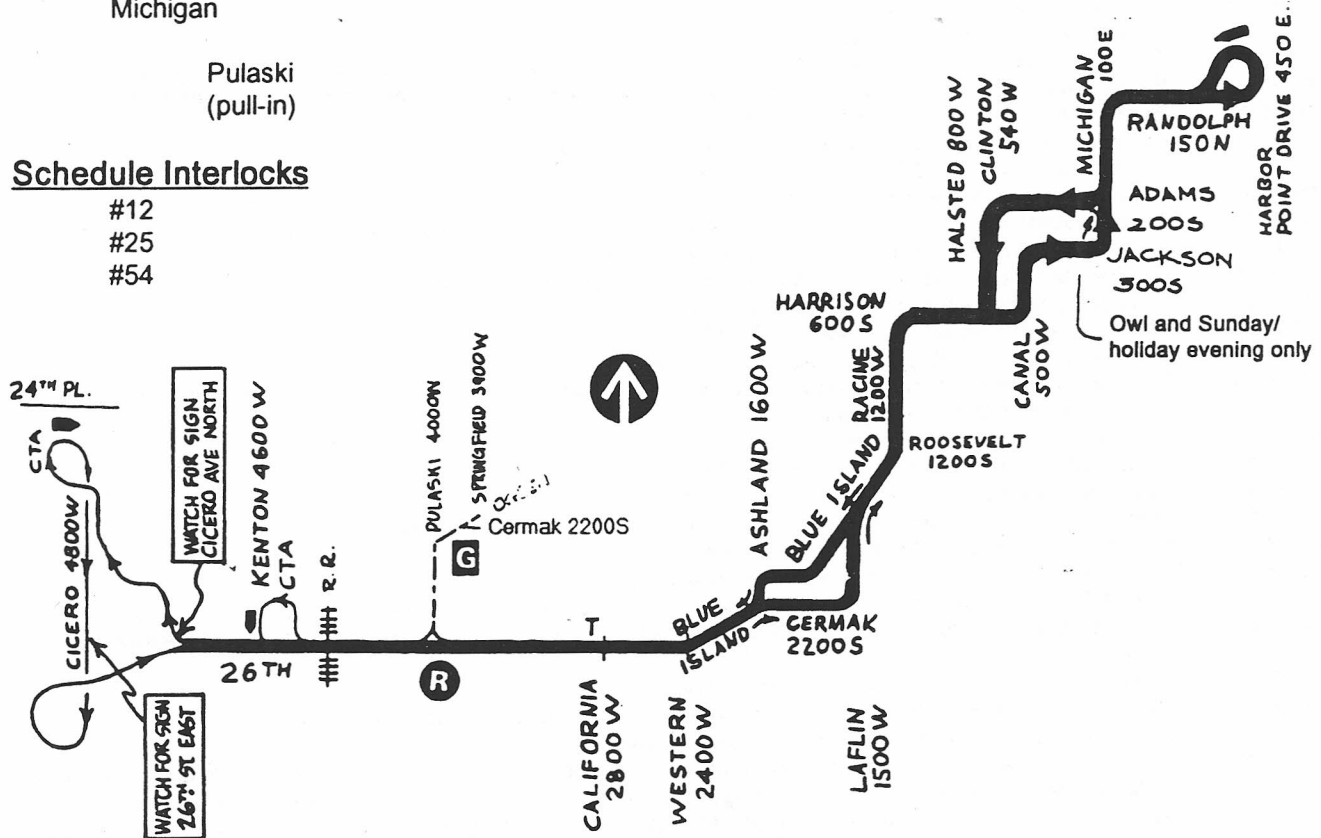 Michigan
Pulaski
(pull-in)
Schedule Interlocks
#12
#25
#54
24TH PL.
CTA
CICERO 4800W
WATCH FOR SIGN
CICERO AVE NORTH
WATCH FOR SIGN
26TH ST EAST
KENTON 4600W
CTA
R.R.
26TH
PULASKI 4000W
SPRINGFIELD 3900W
Cermak 2200S
G
R
T
CALIFORNIA
2800W
WESTERN
2400W
BLUE
ISLAND
ASHLAND 1600W
BLUE ISLAND
CERMAK
2200S
LAFLIN
1500W
RACINE
1200W
ROOSEVELT
1200S
HARRISON
600S
HALSTED 800W
CLINTON
540W
CANAL
500W
MICHIGAN
100E
ADAMS
200S
JACKSON
300S
Owl and Sunday/
holiday evening only
RANDOLPH
150N
HARBOR
POINT DRIVE 450E.